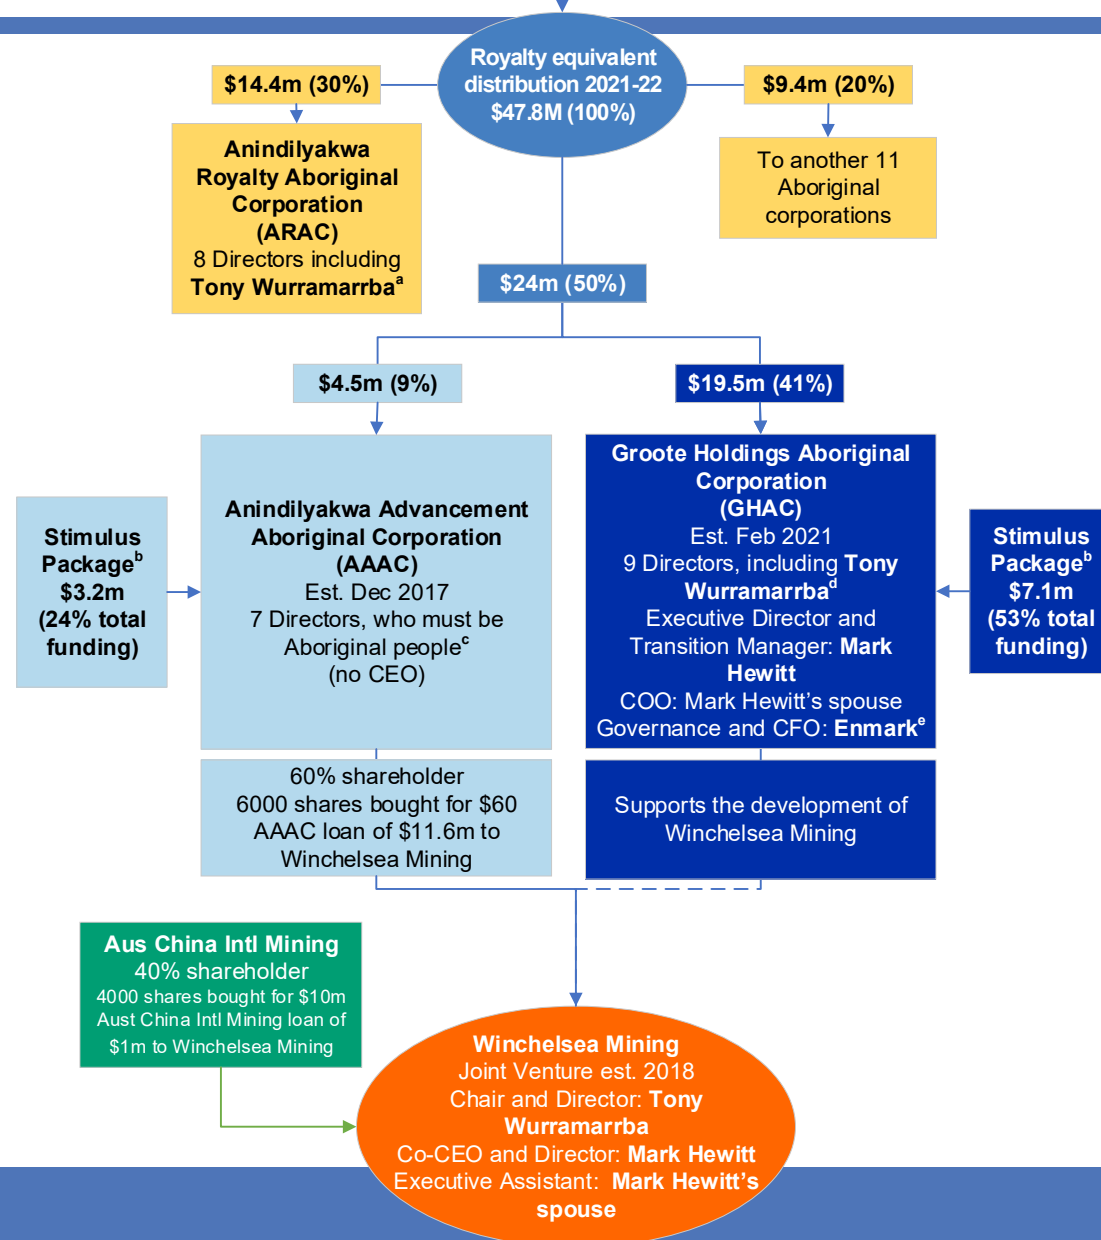 Royalty equivalent
distribution 2021-22
$47.8M (100%)
$14.4m (30%)
$9.4m (20%)
Anindilyakwa
Royalty Aboriginal
Corporation
(ARAC)
8 Directors including
Tony Wurramarrbaᵃ
To another 11
Aboriginal
corporations
$24m (50%)
$4.5m (9%)
$19.5m (41%)
Stimulus
Packageᵇ
$3.2m
(24% total
funding)
Anindilyakwa Advancement
Aboriginal Corporation
(AAAC)
Est. Dec 2017
7 Directors, who must be
Aboriginal peopleᶜ
(no CEO)
Groote Holdings Aboriginal
Corporation
(GHAC)
Est. Feb 2021
9 Directors, including Tony
Wurramarrbaᵈ
Executive Director and
Transition Manager: Mark
Hewitt
COO: Mark Hewitt’s spouse
Governance and CFO: Enmarkᵉ
Stimulus
Packageᵇ
$7.1m
(53% total
funding)
60% shareholder
6000 shares bought for $60
AAAC loan of $11.6m to
Winchelsea Mining
Supports the development of
Winchelsea Mining
Aus China Intl Mining
40% shareholder
4000 shares bought for $10m
Aust China Intl Mining loan of
$1m to Winchelsea Mining
Winchelsea Mining
Joint Venture est. 2018
Chair and Director: Tony
Wurramarrba
Co-CEO and Director: Mark Hewitt
Executive Assistant: Mark Hewitt’s
spouse